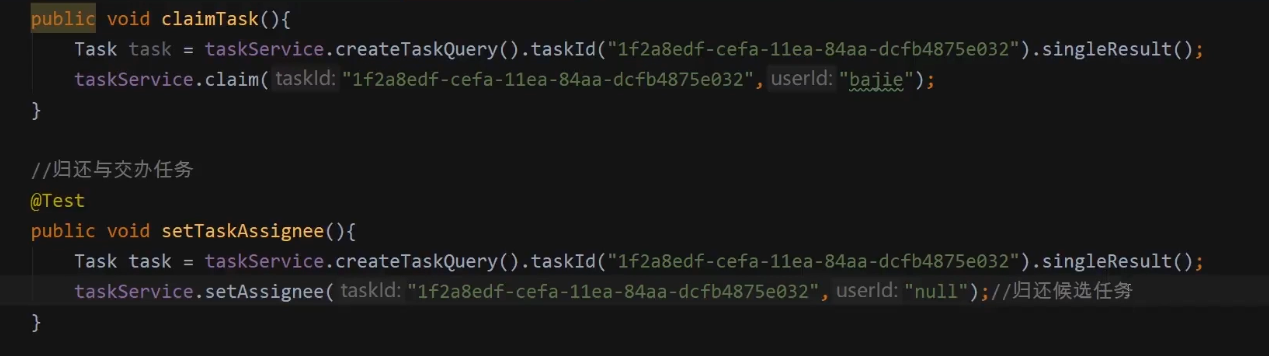 public void claimTask(){
Task task = taskService.createTaskQuery().taskId("1f2a8edf-cefa-11ea-84aa-dcfb4875e032").singleResult();
taskService.claim( taskId: "1f2a8edf-cefa-11ea-84aa-dcfb4875e032", userId: "bajie");
}
//归还与交办任务
@Test
public void setTaskAssignee(){
Task task = taskService.createTaskQuery().taskId("1f2a8edf-cefa-11ea-84aa-dcfb4875e032").singleResult();
taskService.setAssignee( taskId: "1f2a8edf-cefa-11ea-84aa-dcfb4875e032", userId: "null");//归还候选任务
}